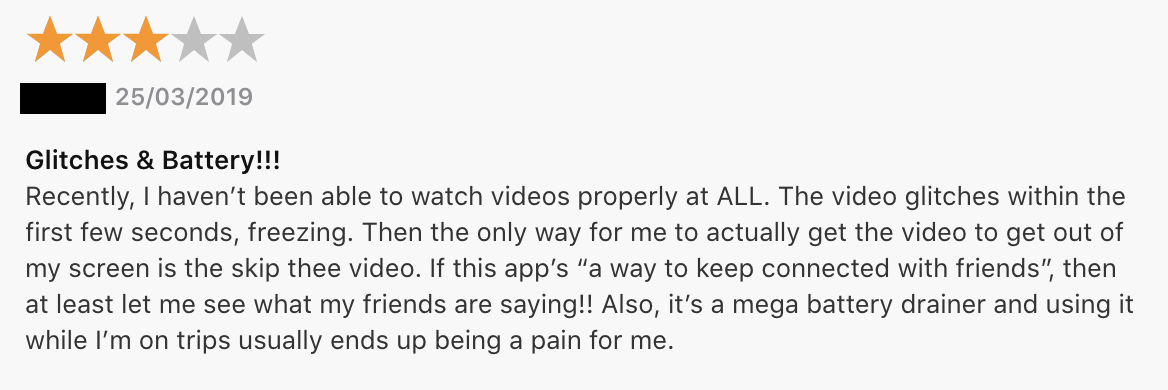 25/03/2019
Glitches & Battery!!!
Recently, I haven’t been able to watch videos properly at ALL. The video glitches within the
first few seconds, freezing. Then the only way for me to actually get the video to get out of
my screen is the skip thee video. If this app’s “a way to keep connected with friends”, then
at least let me see what my friends are saying!! Also, it’s a mega battery drainer and using it
while I’m on trips usually ends up being a pain for me.